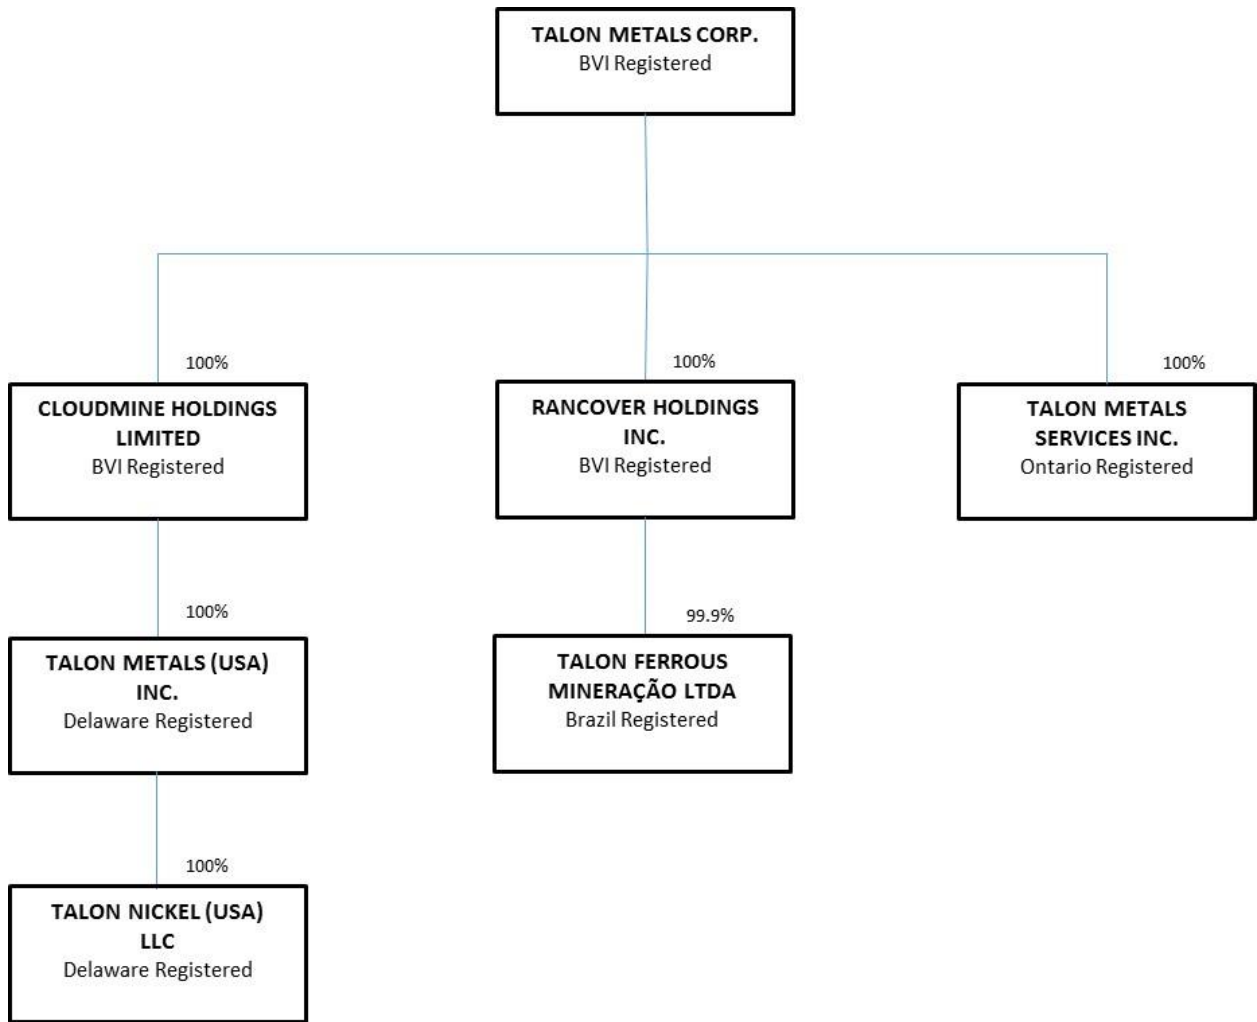 TALON METALS CORP.
BVI Registered
100%
100%
100%
CLOUDMINE HOLDINGS
LIMITED
BVI Registered
RANCOVER HOLDINGS
INC.
BVI Registered
TALON METALS
SERVICES INC.
Ontario Registered
100%
99.9%
TALON METALS (USA)
INC.
Delaware Registered
TALON FERROUS
MINERAÇÃO LTDA
Brazil Registered
100%
TALON NICKEL (USA)
LLC
Delaware Registered